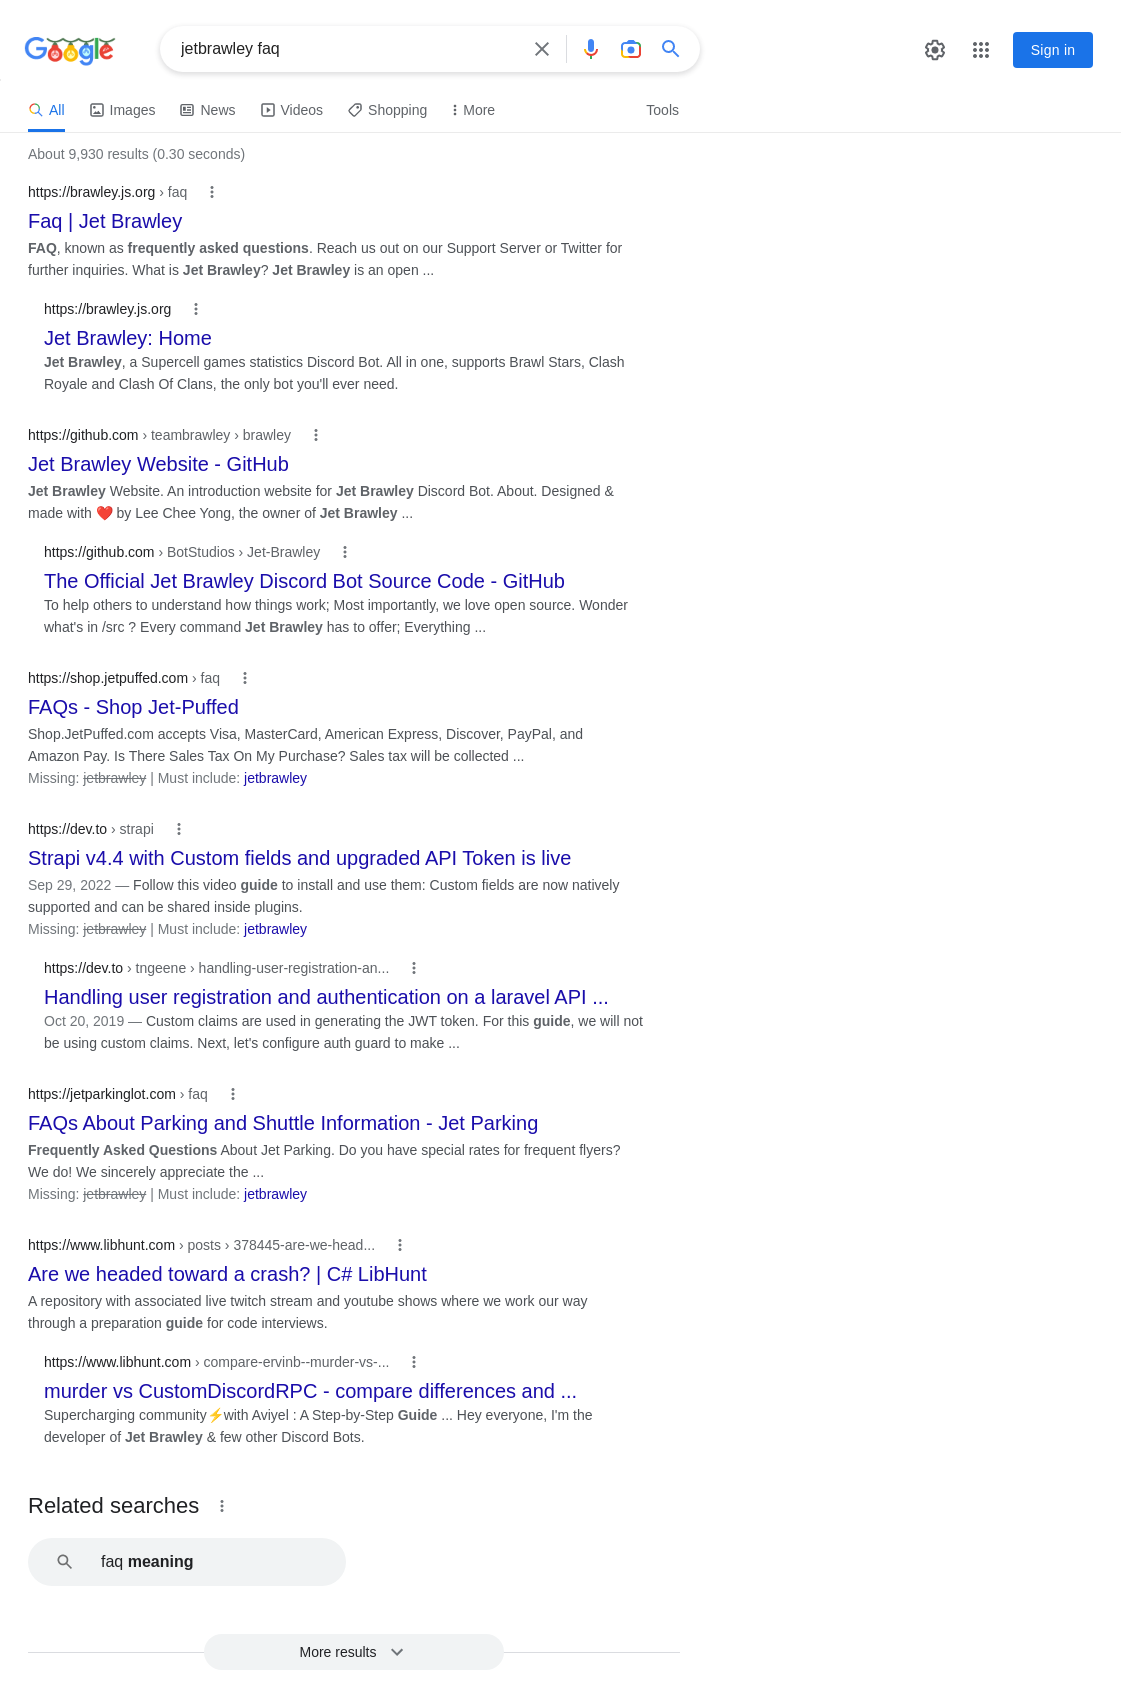 Google
jetbrawley faq
Sign in
All
Images
News
Videos
Shopping
More
Tools
About 9,930 results (0.30 seconds)
https://brawley.js.org › faq
Faq | Jet Brawley
FAQ, known as frequently asked questions. Reach us out on our Support Server or Twitter for
further inquiries. What is Jet Brawley? Jet Brawley is an open ...
https://brawley.js.org
Jet Brawley: Home
Jet Brawley, a Supercell games statistics Discord Bot. All in one, supports Brawl Stars, Clash
Royale and Clash Of Clans, the only bot you'll ever need.
https://github.com › teambrawley › brawley
Jet Brawley Website - GitHub
Jet Brawley Website. An introduction website for Jet Brawley Discord Bot. About. Designed &
made with ❤️ by Lee Chee Yong, the owner of Jet Brawley ...
https://github.com › BotStudios › Jet-Brawley
The Official Jet Brawley Discord Bot Source Code - GitHub
To help others to understand how things work; Most importantly, we love open source. Wonder
what's in /src ? Every command Jet Brawley has to offer; Everything ...
https://shop.jetpuffed.com › faq
FAQs - Shop Jet-Puffed
Shop.JetPuffed.com accepts Visa, MasterCard, American Express, Discover, PayPal, and
Amazon Pay. Is There Sales Tax On My Purchase? Sales tax will be collected ...
Missing: jetbrawley | Must include: jetbrawley
https://dev.to › strapi
Strapi v4.4 with Custom fields and upgraded API Token is live
Sep 29, 2022 — Follow this video guide to install and use them: Custom fields are now natively
supported and can be shared inside plugins.
Missing: jetbrawley | Must include: jetbrawley
https://dev.to › tngeene › handling-user-registration-an...
Handling user registration and authentication on a laravel API ...
Oct 20, 2019 — Custom claims are used in generating the JWT token. For this guide, we will not
be using custom claims. Next, let's configure auth guard to make ...
https://jetparkinglot.com › faq
FAQs About Parking and Shuttle Information - Jet Parking
Frequently Asked Questions About Jet Parking. Do you have special rates for frequent flyers?
We do! We sincerely appreciate the ...
Missing: jetbrawley | Must include: jetbrawley
https://www.libhunt.com › posts › 378445-are-we-head...
Are we headed toward a crash? | C# LibHunt
A repository with associated live twitch stream and youtube shows where we work our way
through a preparation guide for code interviews.
https://www.libhunt.com › compare-ervinb--murder-vs-...
murder vs CustomDiscordRPC - compare differences and ...
Supercharging community⚡with Aviyel : A Step-by-Step Guide ... Hey everyone, I'm the
developer of Jet Brawley & few other Discord Bots.
Related searches
faq meaning
More results